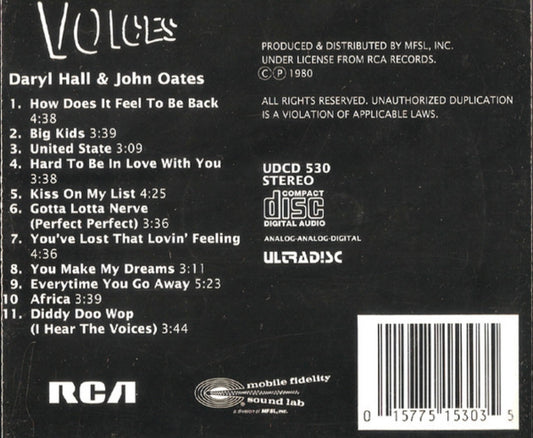 VOICES
Daryl Hall & John Oates
1. How Does It Feel To Be Back
4:38
2. Big Kids 3:39
3. United State 3:09
4. Hard To Be In Love With You
3:38
5. Kiss On My List 4:25
6. Gotta Lotta Nerve
(Perfect Perfect) 3:36
7. You've Lost That Lovin' Feeling
4:36
8. You Make My Dreams 3:11
9. Everytime You Go Away 5:23
10 Africa 3:39
11. Diddy Doo Wop
(I Hear The Voices) 3:44
PRODUCED & DISTRIBUTED BY MFSL, INC.
UNDER LICENSE FROM RCA RECORDS.
©℗ 1980
ALL RIGHTS RESERVED. UNAUTHORIZED DUPLICATION
IS A VIOLATION OF APPLICABLE LAWS.
UDCD 530
STEREO
COMPACT
disc
DIGITAL AUDIO
ANALOG-ANALOG-DIGITAL
ULTRADISC
RCA
mobile fidelity
sound lab
a division of MFSL, INC.
0 15775 15303 5